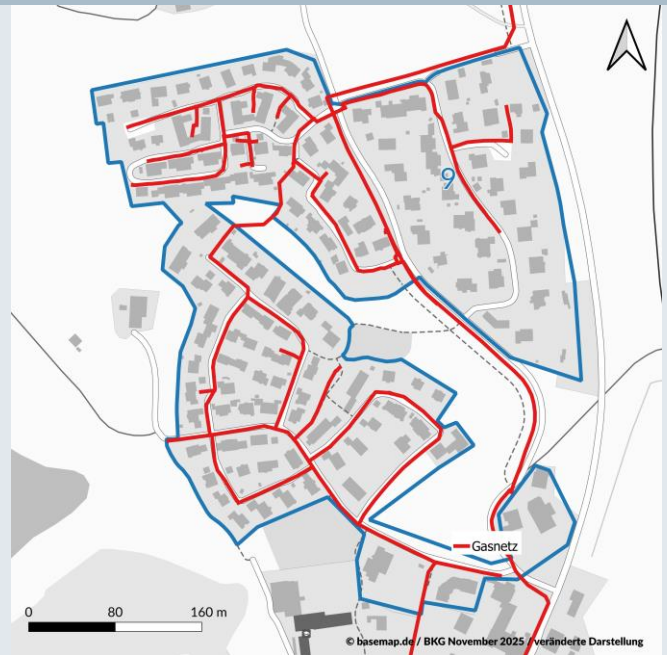 9
Gasnetz
0 80 160 m
© basemap.de / BKG November 2025 / veränderte Darstellung